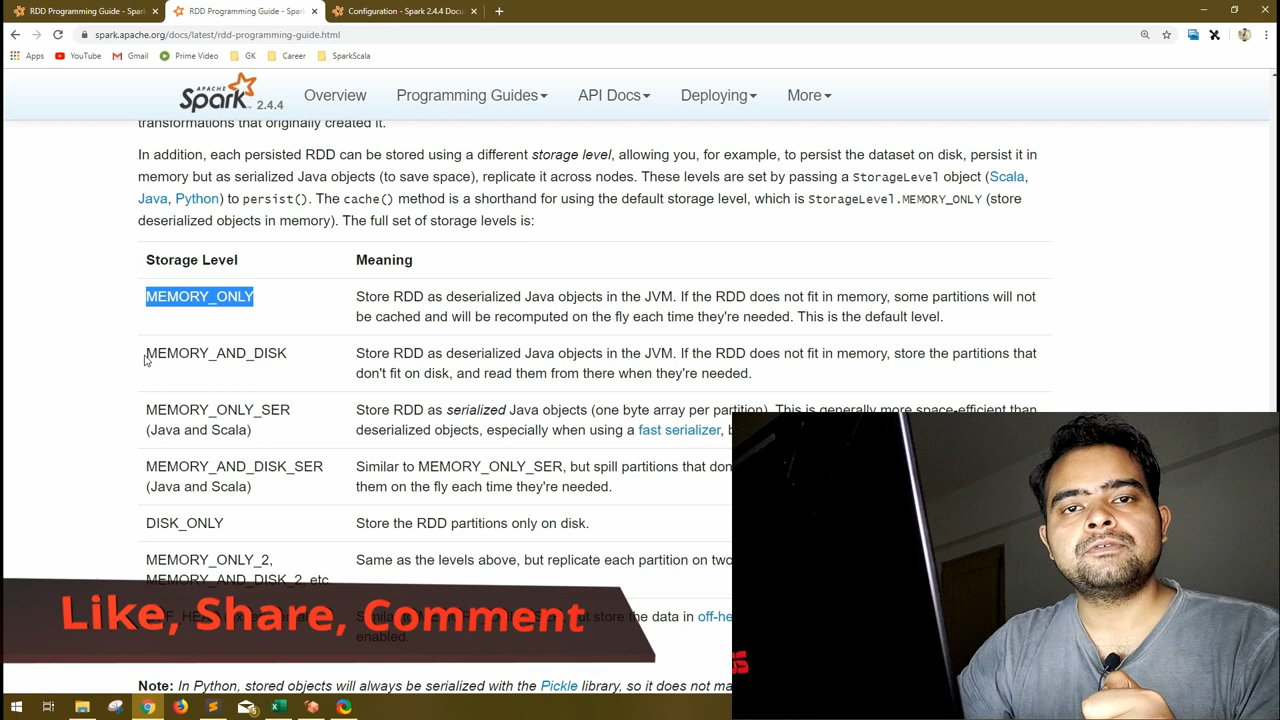 RDD Programming Guide - Spark
RDD Programming Guide - Spark
Configuration - Spark 2.4.4 Docu
spark.apache.org/docs/latest/rdd-programming-guide.html
Apps YouTube Gmail Prime Video GK Career SparkScala
APACHE Spark 2.4.4 Overview Programming Guides API Docs Deploying More
transformations that originally created it.
In addition, each persisted RDD can be stored using a different storage level, allowing you, for example, to persist the dataset on disk, persist it in
memory but as serialized Java objects (to save space), replicate it across nodes. These levels are set by passing a StorageLevel object (Scala,
Java, Python) to persist(). The cache() method is a shorthand for using the default storage level, which is StorageLevel.MEMORY_ONLY (store
deserialized objects in memory). The full set of storage levels is:
Storage Level Meaning
MEMORY_ONLY Store RDD as deserialized Java objects in the JVM. If the RDD does not fit in memory, some partitions will not
be cached and will be recomputed on the fly each time they're needed. This is the default level.
MEMORY_AND_DISK Store RDD as deserialized Java objects in the JVM. If the RDD does not fit in memory, store the partitions that
don't fit on disk, and read them from there when they're needed.
MEMORY_ONLY_SER Store RDD as serialized Java objects (one byte array per partition). This is generally more space-efficient than
(Java and Scala) deserialized objects, especially when using a fast serializer,
MEMORY_AND_DISK_SER Similar to MEMORY_ONLY_SER, but spill partitions that don
(Java and Scala) them on the fly each time they're needed.
DISK_ONLY Store the RDD partitions only on disk.
MEMORY_ONLY_2, Same as the levels above, but replicate each partition on two
MEMORY_AND_DISK_2, etc.
store the data in off-he
enabled.
Like, Share, Comment
Note: In Python, stored objects will always be serialized with the Pickle library, so it does not ma